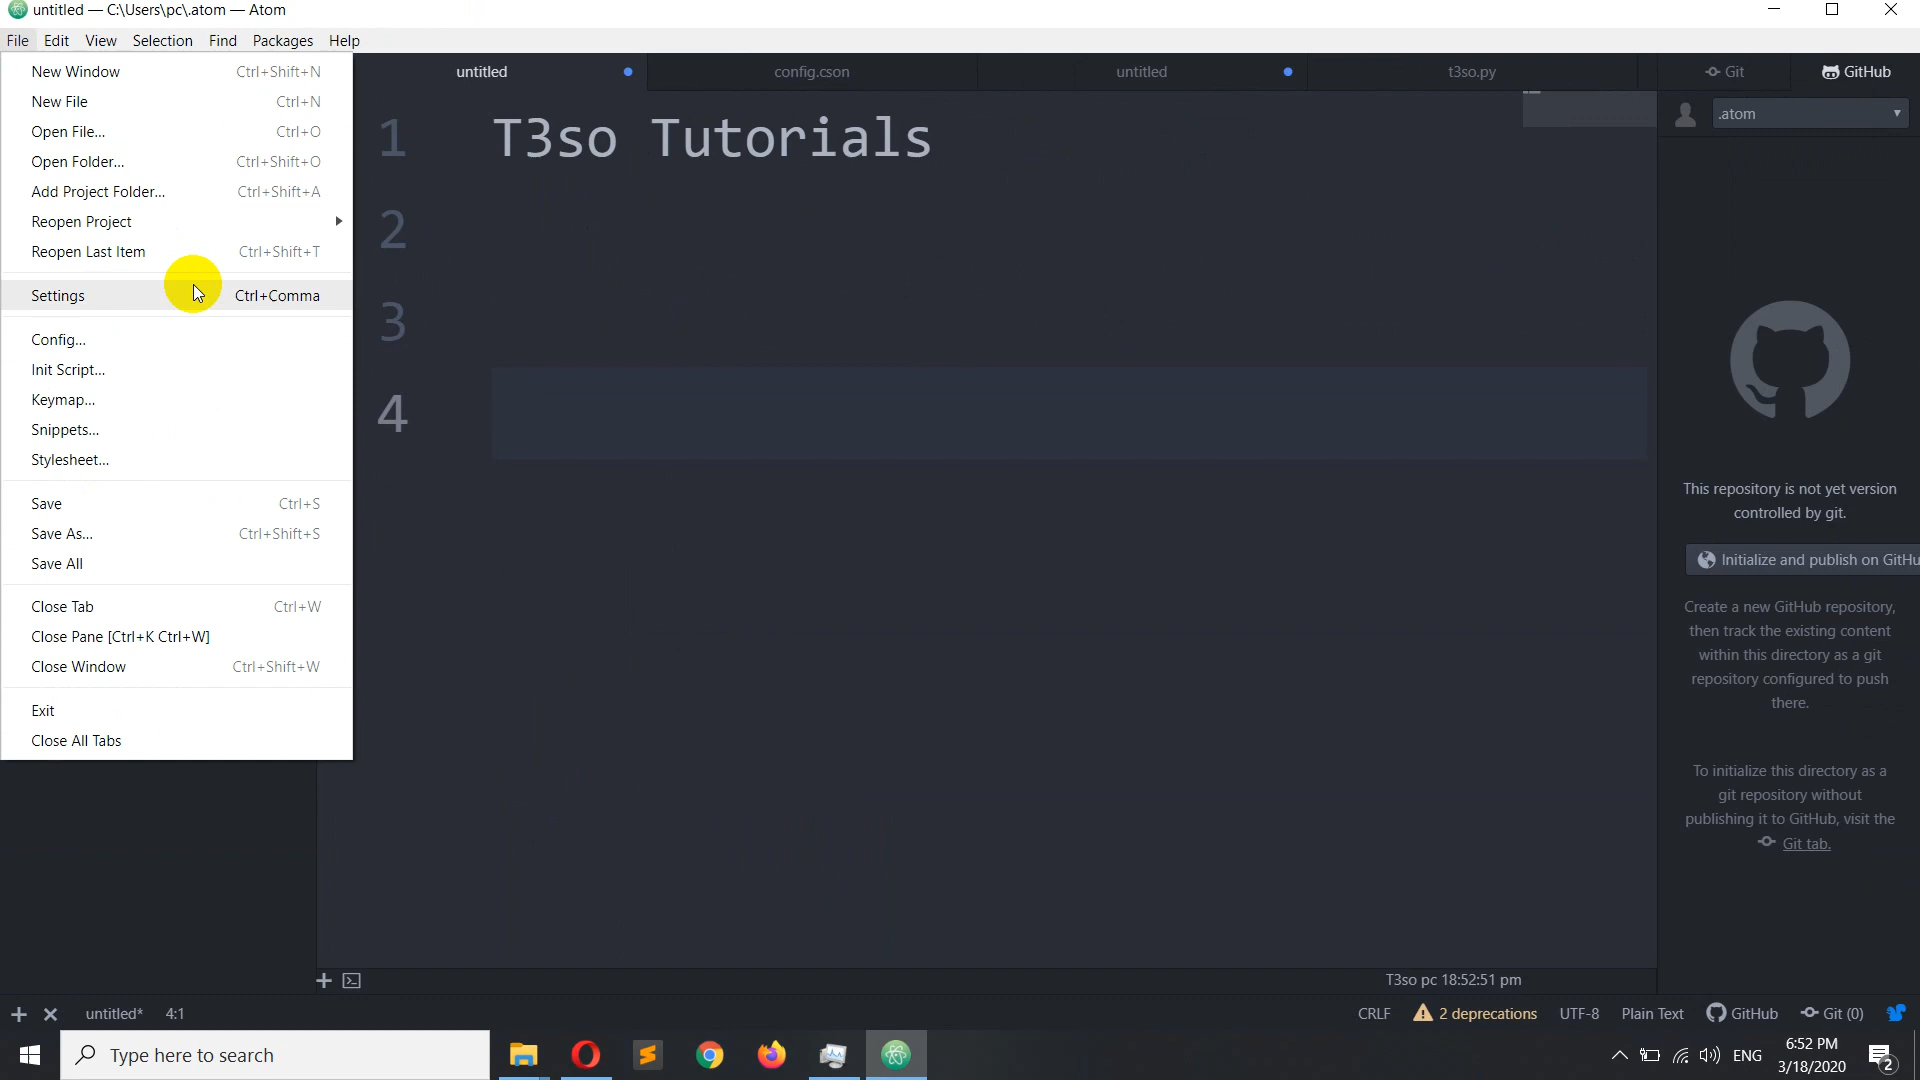 untitled — C:\Users\pc\.atom — Atom
File Edit View Selection Find Packages Help
New Window Ctrl+Shift+N
New File Ctrl+N
Open File... Ctrl+O
Open Folder... Ctrl+Shift+O
Add Project Folder... Ctrl+Shift+A
Reopen Project
Reopen Last Item Ctrl+Shift+T
Settings Ctrl+Comma
Config...
Init Script...
Keymap...
Snippets...
Stylesheet...
Save Ctrl+S
Save As... Ctrl+Shift+S
Save All
Close Tab Ctrl+W
Close Pane [Ctrl+K Ctrl+W]
Close Window Ctrl+Shift+W
Exit
Close All Tabs
untitled config.cson untitled t3so.py
1 T3so Tutorials
2
3
4
Git GitHub
.atom
This repository is not yet version
controlled by git.
Initialize and publish on GitHu
Create a new GitHub repository,
then track the existing content
within this directory as a git
repository configured to push
there.
To initialize this directory as a
git repository without
publishing it to GitHub, visit the
Git tab.
T3so pc 18:52:51 pm
untitled* 4:1 CRLF 2 deprecations UTF-8 Plain Text GitHub Git (0)
Type here to search
ENG
6:52 PM
3/18/2020
2